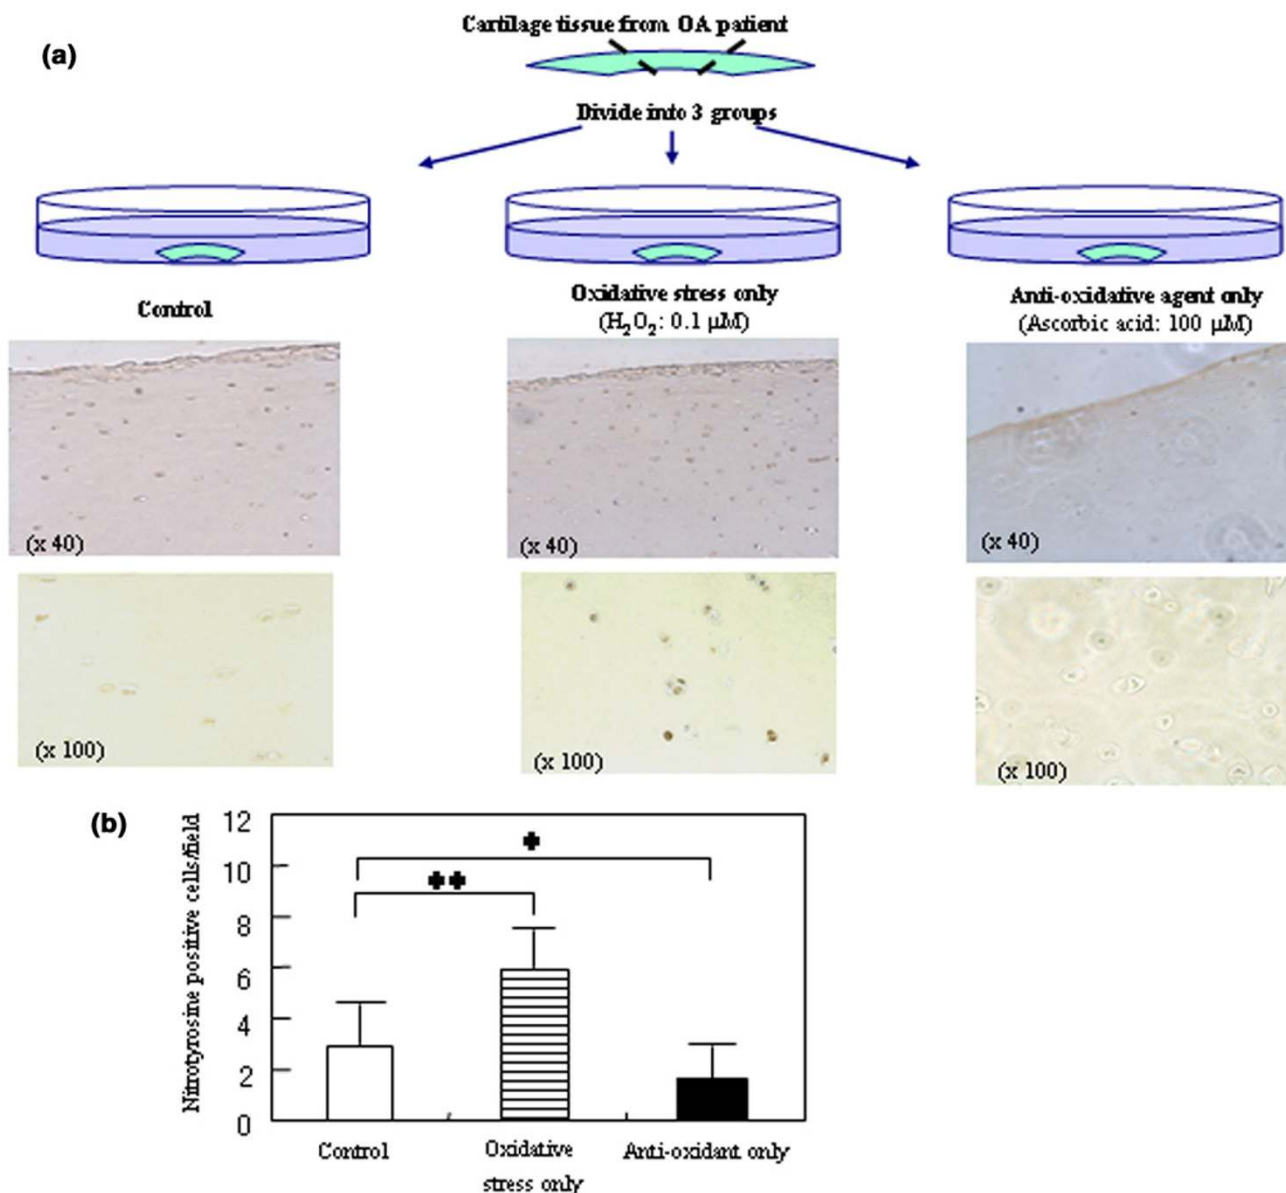 (a)
Cartilage tissue from OA patient
Divide into 3 groups
Control
Oxidative stress only
(H₂O₂: 0.1 µM)
Anti-oxidative agent only
(Ascorbic acid: 100 µM)
(x 40)
(x 40)
(x 40)
(x 100)
(x 100)
(x 100)
(b)
Nitrotyrosine positive cells/field
12
10
8
6
4
2
0
*
**
Control
Oxidative
stress only
Anti-oxidant only